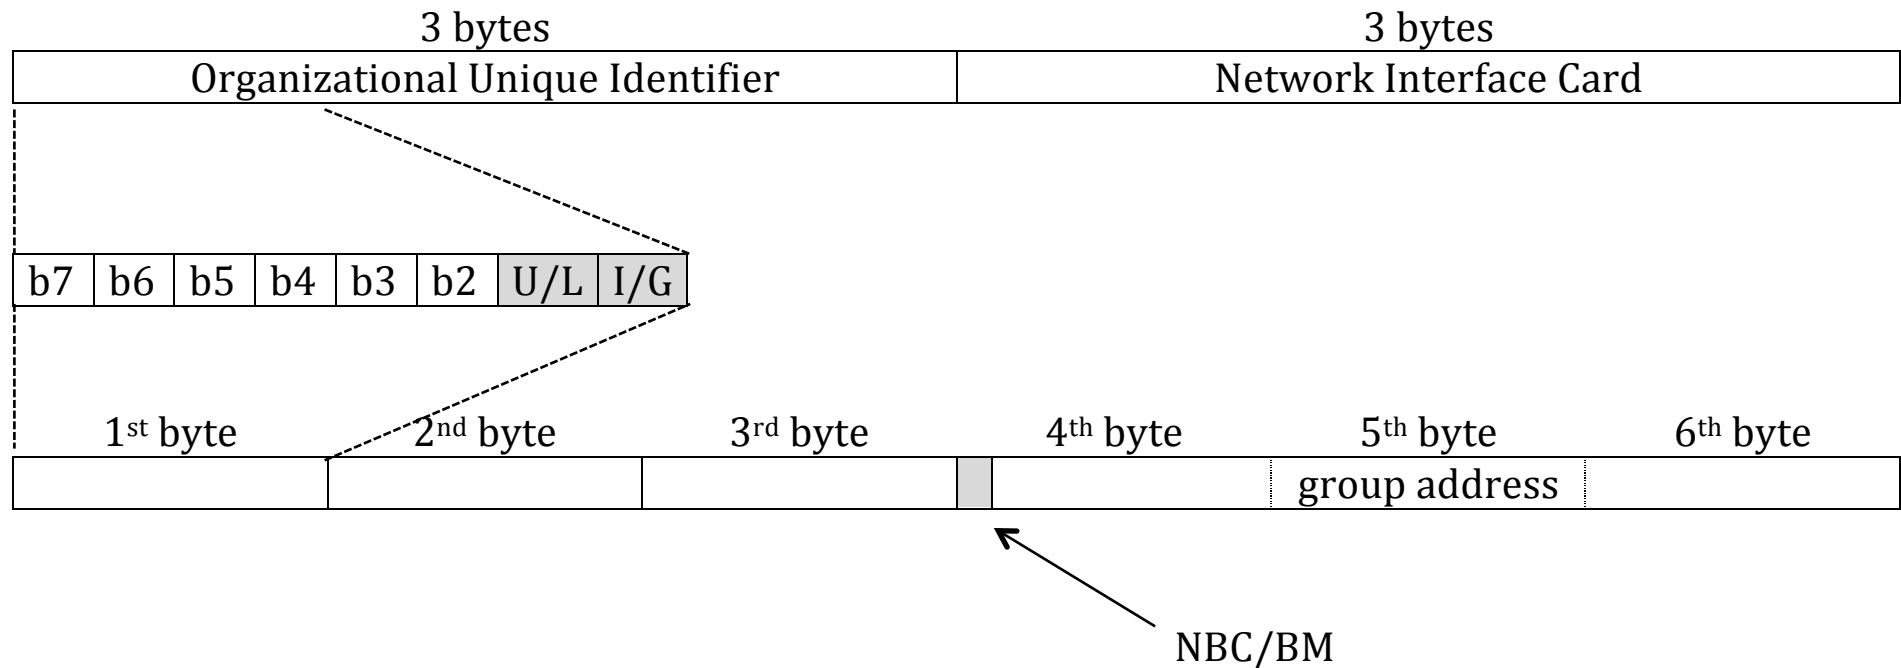 3 bytes 3 bytes
Organizational Unique Identifier Network Interface Card
b7 b6 b5 b4 b3 b2 U/L I/G
1st byte 2nd byte 3rd byte 4th byte 5th byte 6th byte
group address
NBC/BM